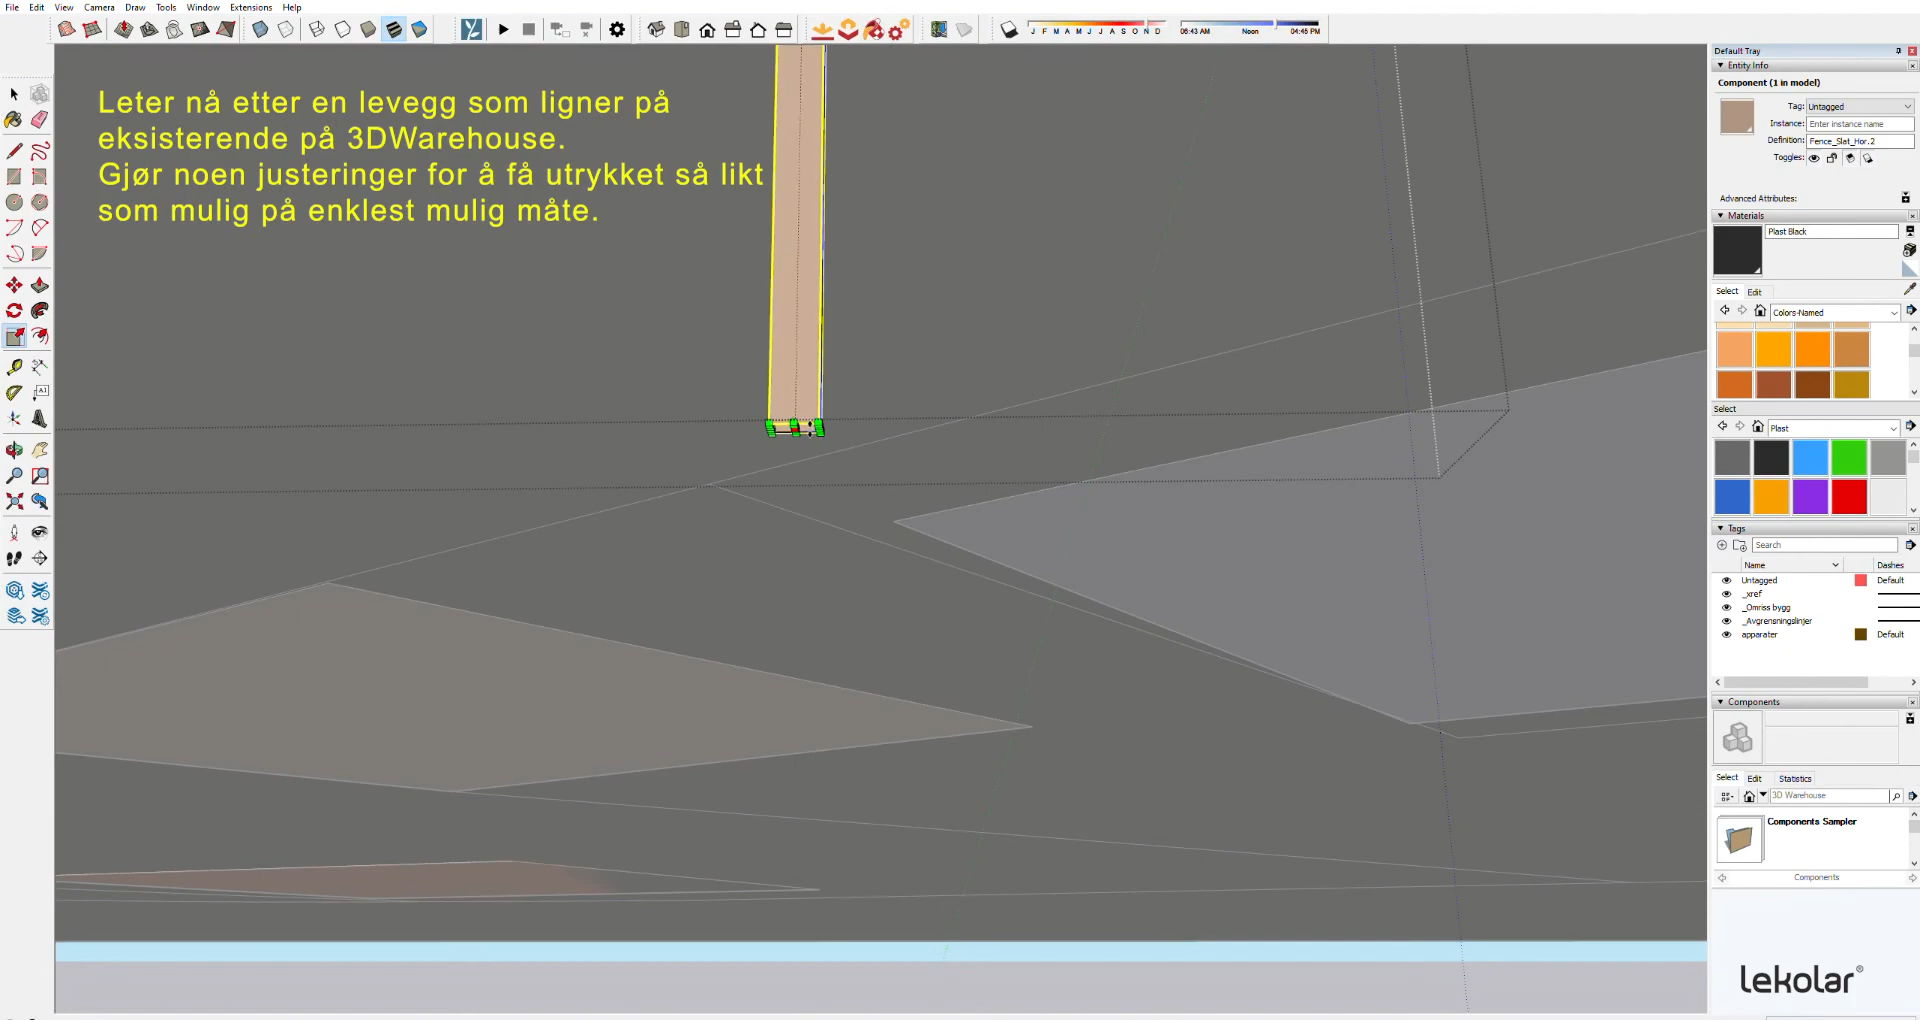 File Edit View Camera Draw Tools Window Extensions Help
J F M A M J J A S O N D
06:43 AM Noon 04:45 PM
Leter nå etter en levegg som ligner på
eksisterende på 3DWarehouse.
Gjør noen justeringer for å få utrykket så likt
som mulig på enklest mulig måte.
A1
Default Tray
Entity Info
Component (1 in model)
Tag: Untagged
Instance: Enter instance name
Definition: Fence_Slat_Hor.2
Toggles:
Advanced Attributes:
Materials
Plast Black
Select Edit
Colors-Named
Select
Plast
Tags
Search
Name Dashes
Untagged Default
_xref
_Omriss bygg
_Avgrensningslinjer
apparater Default
Components
Select Edit Statistics
3D Warehouse
Components Sampler
Components
lekolar®